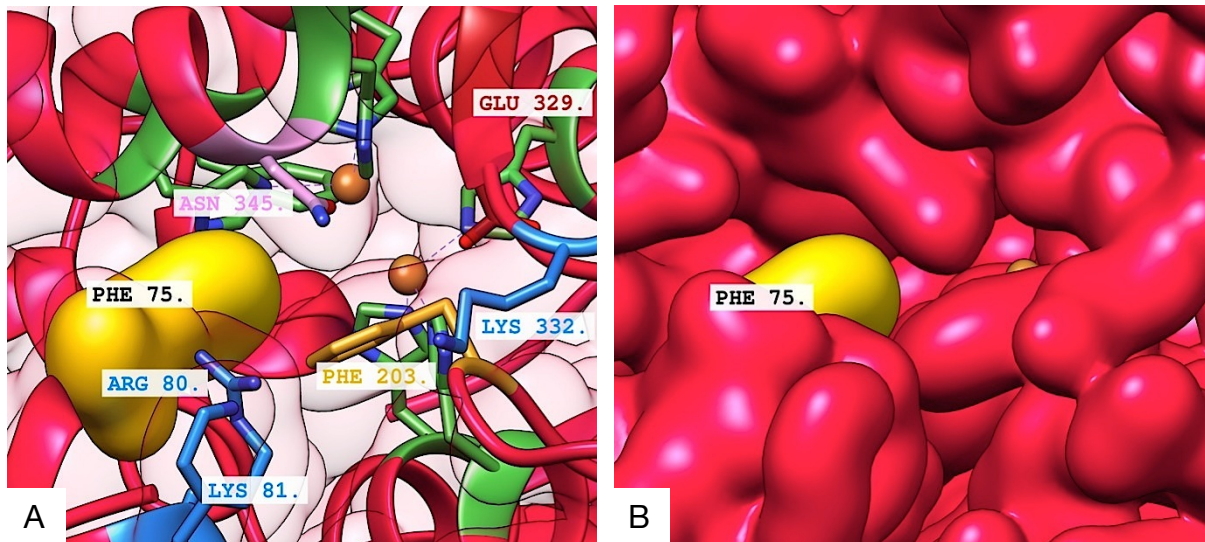 GLU 329.
ASN 345.
PHE 75.
LYS 332.
ARG 80.
PHE 203.
LYS 81.
A
PHE 75.
B